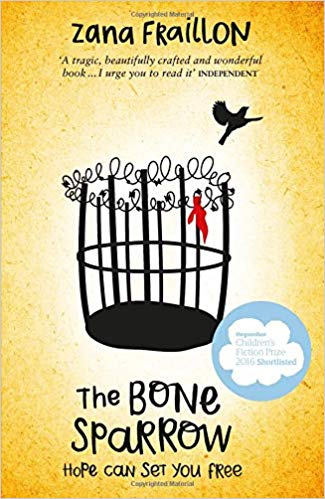 Zana Fraillon
'A tragic, beautifully crafted and wonderful
book...I urge you to read it' INDEPENDENT
theguardian
Children's
Fiction Prize
2016 Shortlisted
The BONE
SPARROW
HOPE CAN SET YOU FREE